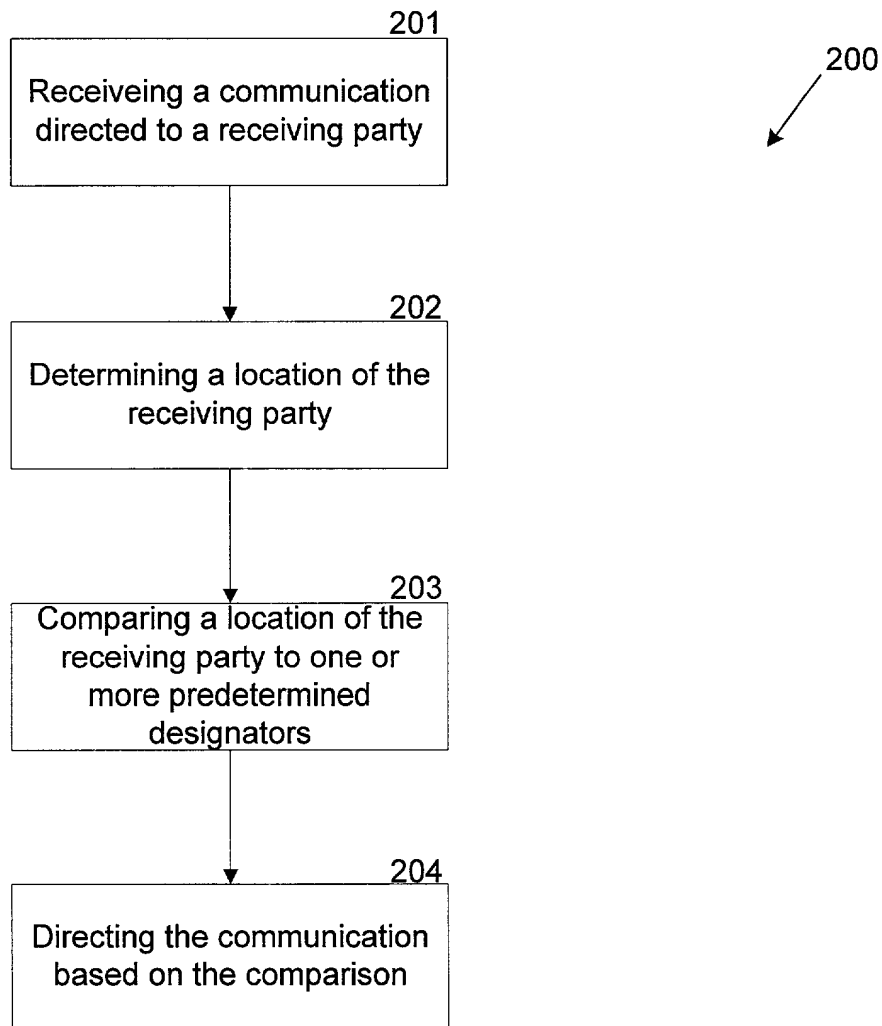 201
200
Receiveing a communication
directed to a receiving party
202
Determining a location of the
receiving party
203
Comparing a location of the
receiving party to one or
more predetermined
designators
204
Directing the communication
based on the comparison